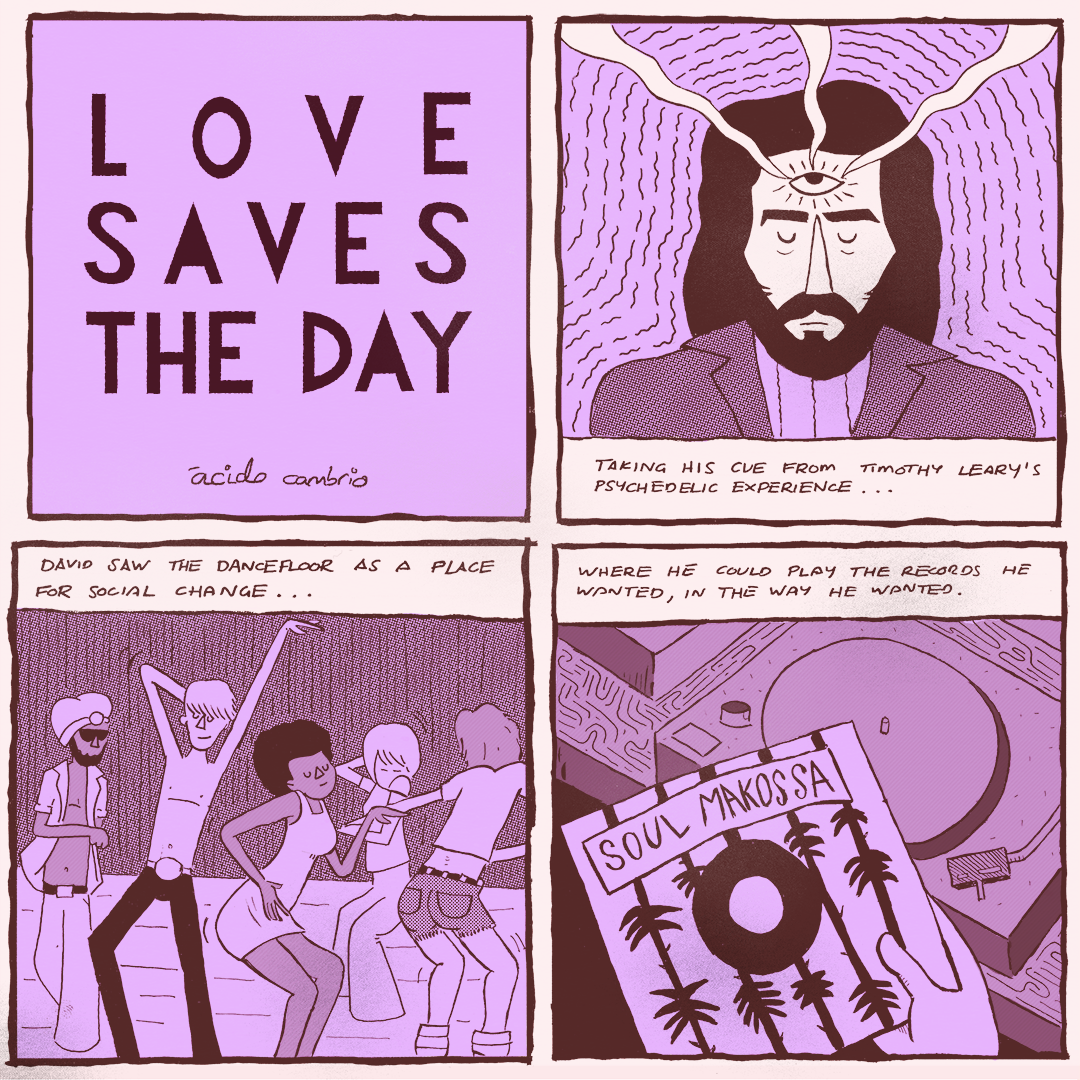 LOVE
SAVES
THE DAY
ácido cambrio
TAKING HIS CUE FROM TIMOTHY LEARY'S
PSYCHEDELIC EXPERIENCE...
DAVID SAW THE DANCEFLOOR AS A PLACE
FOR SOCIAL CHANGE...
WHERE HE COULD PLAY THE RECORDS HE
WANTED, IN THE WAY HE WANTED.
SOUL MAKOSSA